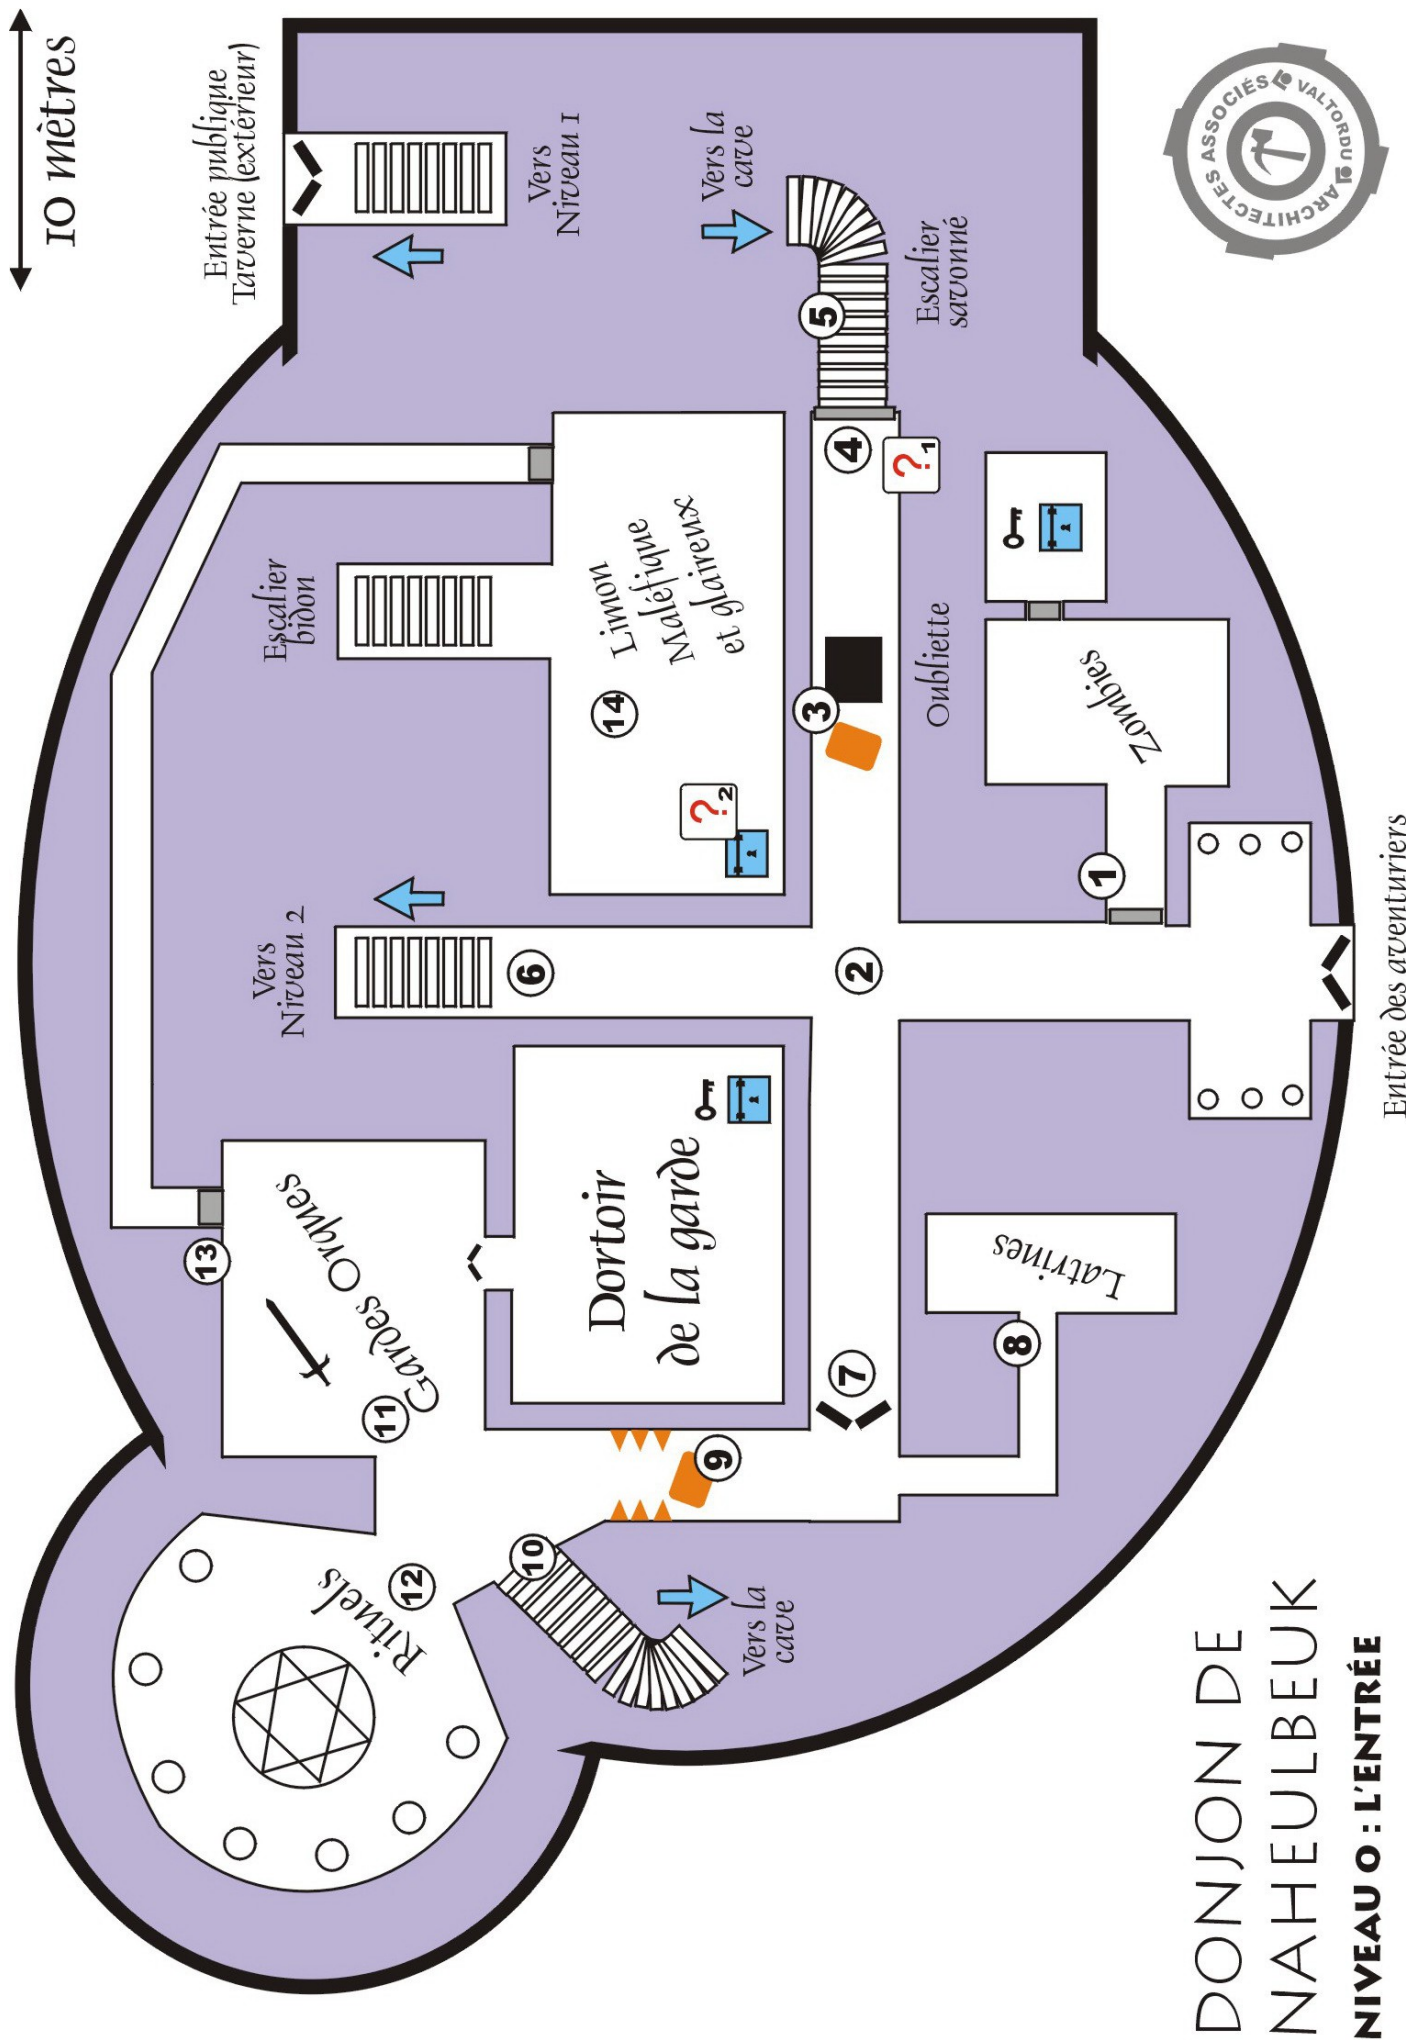 DONJON DE
NAHEULBEUK
NIVEAU 0 : L'ENTRÉE
10 mètres
Entrée publique
Taverne (extérieur)
Vers
Niveau 1
Vers la
cave
Escalier
savonné
5
4
?1
Escalier
bidon
Limon
Maléfique
et glaireux
14
?2
3
Oubliette
Zombies
1
Vers
Niveau 2
6
2
Entrée des aventuriers
13
Gardes Orques
11
Dortoir
de la garde
7
Latrines
8
9
10
Vers la
cave
12
Rituels
ARCHITECTES ASSOCIÉS
VALTORDU